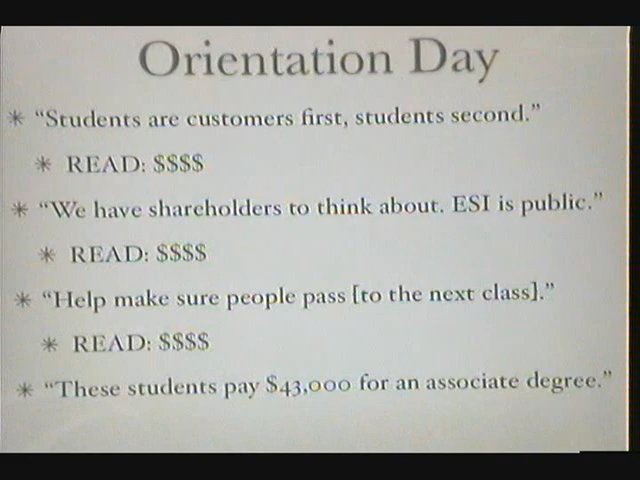 Orientation Day
* “Students are customers first, students second.”
* READ: $$$$
* “We have shareholders to think about. ESI is public.”
* READ: $$$$
* “Help make sure people pass [to the next class].”
* READ: $$$$
* “These students pay $43,000 for an associate degree.”